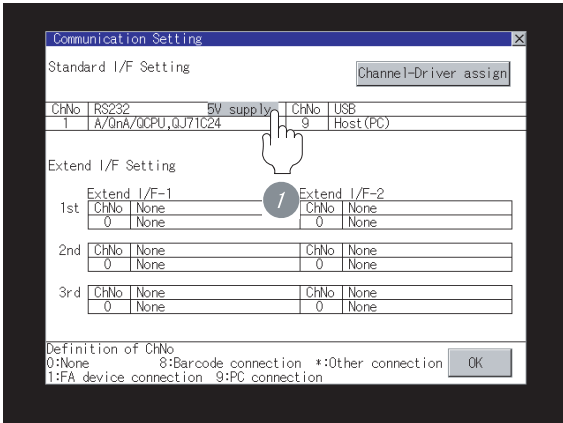 Communication Setting ×
Standard I/F Setting
Channel-Driver assign
ChNo RS232 5V supply ChNo USB
1 A/QnA/QCPU,QJ71C24 9 Host(PC)
Extend I/F Setting
1
Extend I/F-1 Extend I/F-2
1st ChNo None ChNo None
0 None 0 None
2nd ChNo None ChNo None
0 None 0 None
3rd ChNo None ChNo None
0 None 0 None
Definition of ChNo
0:None 8:Barcode connection *:Other connection OK
1:FA device connection 9:PC connection